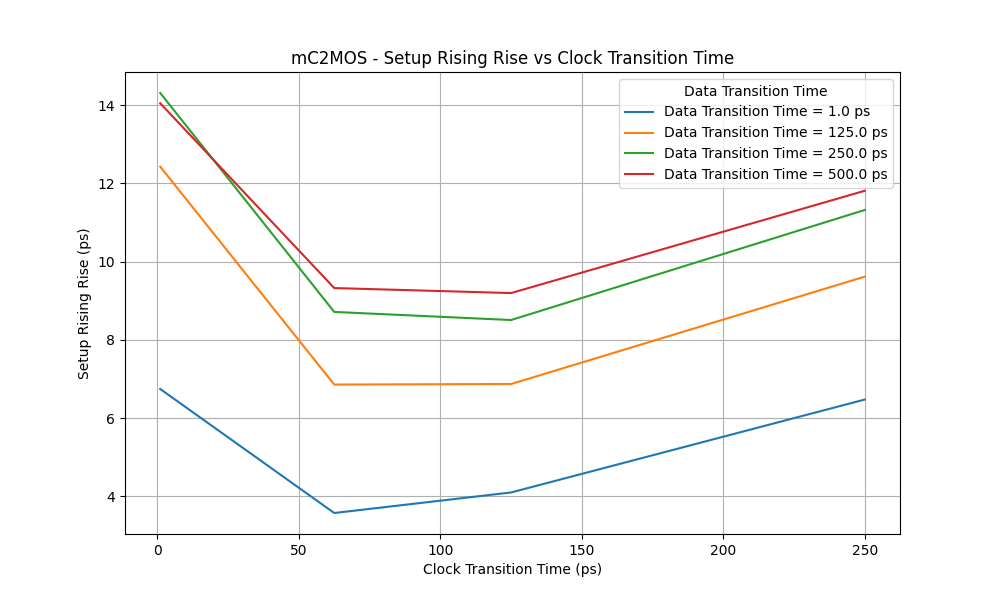 mC2MOS - Setup Rising Rise vs Clock Transition Time
Data Transition Time
Data Transition Time = 1.0 ps
Data Transition Time = 125.0 ps
Data Transition Time = 250.0 ps
Data Transition Time = 500.0 ps
Setup Rising Rise (ps)
14
12
10
8
6
4
0
50
100
150
200
250
Clock Transition Time (ps)